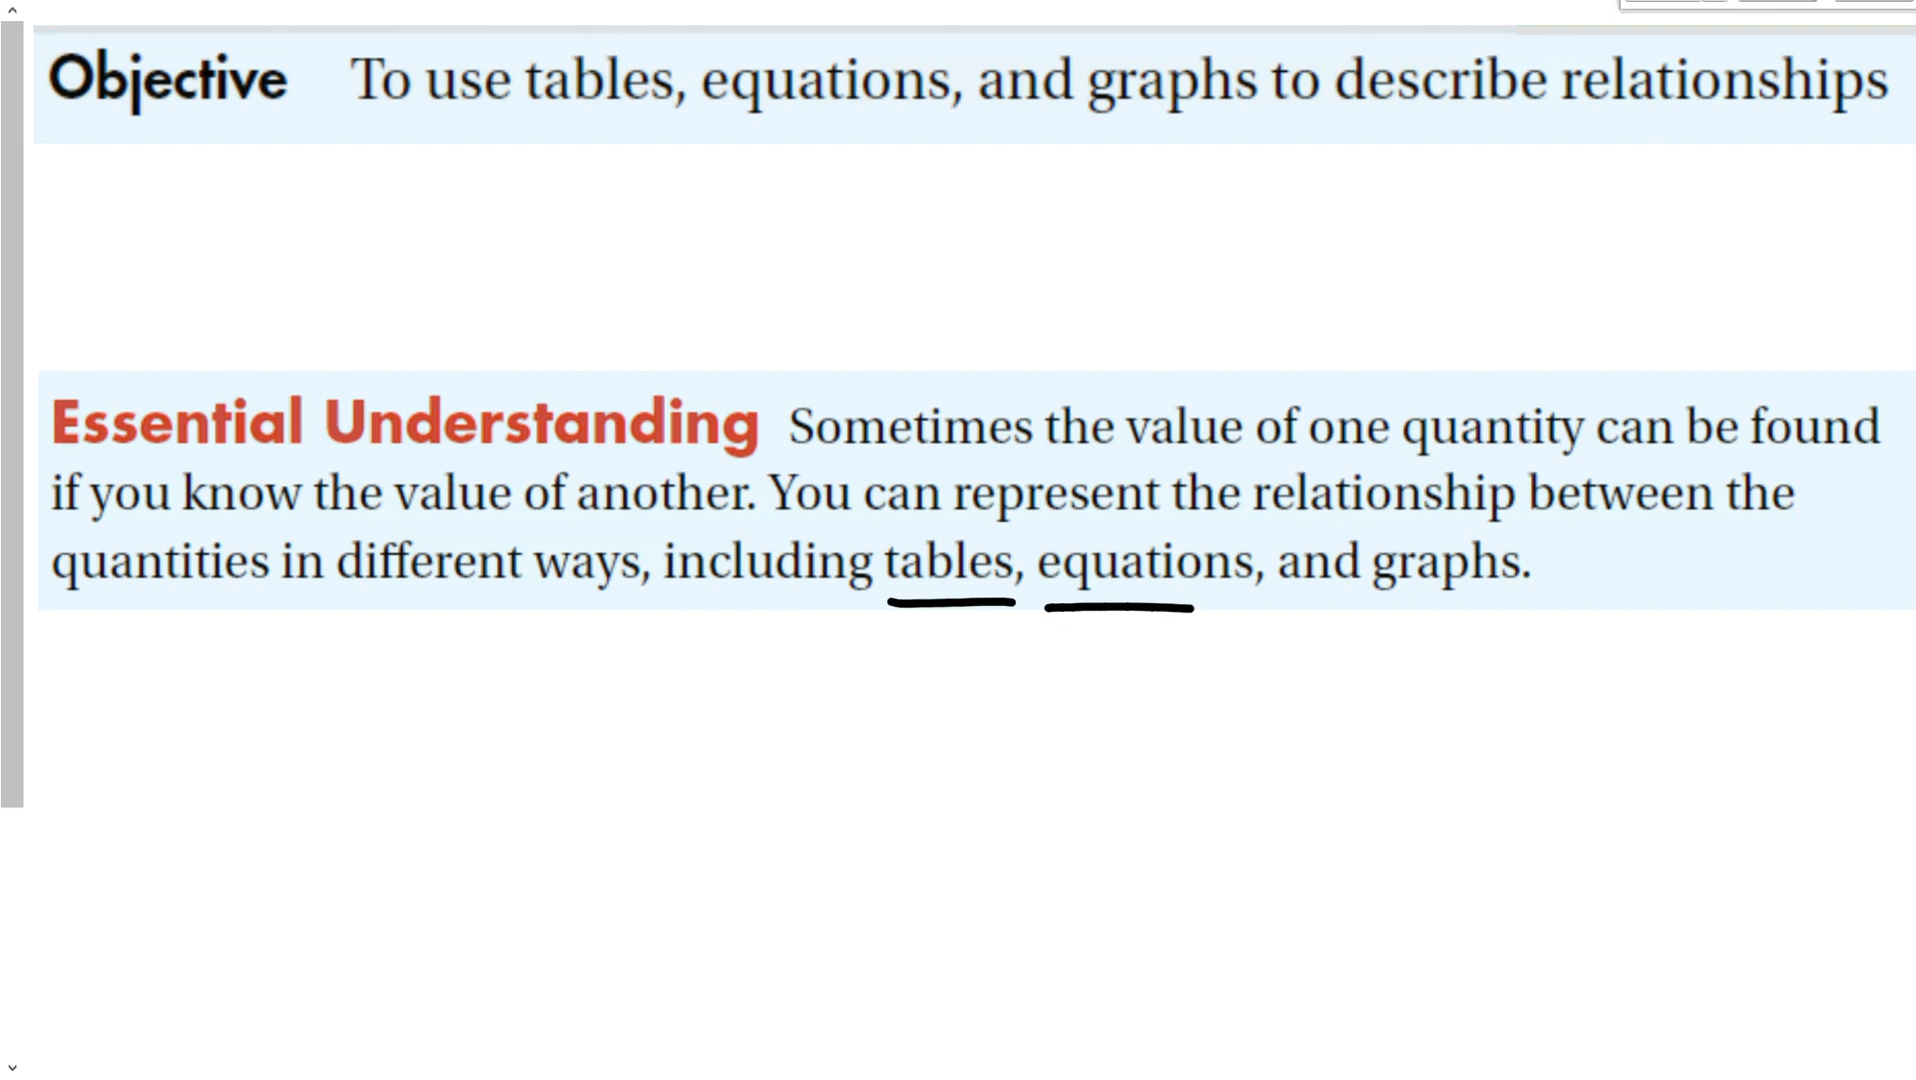 Objective To use tables, equations, and graphs to describe relationships
Essential Understanding Sometimes the value of one quantity can be found
if you know the value of another. You can represent the relationship between the
quantities in different ways, including tables, equations, and graphs.